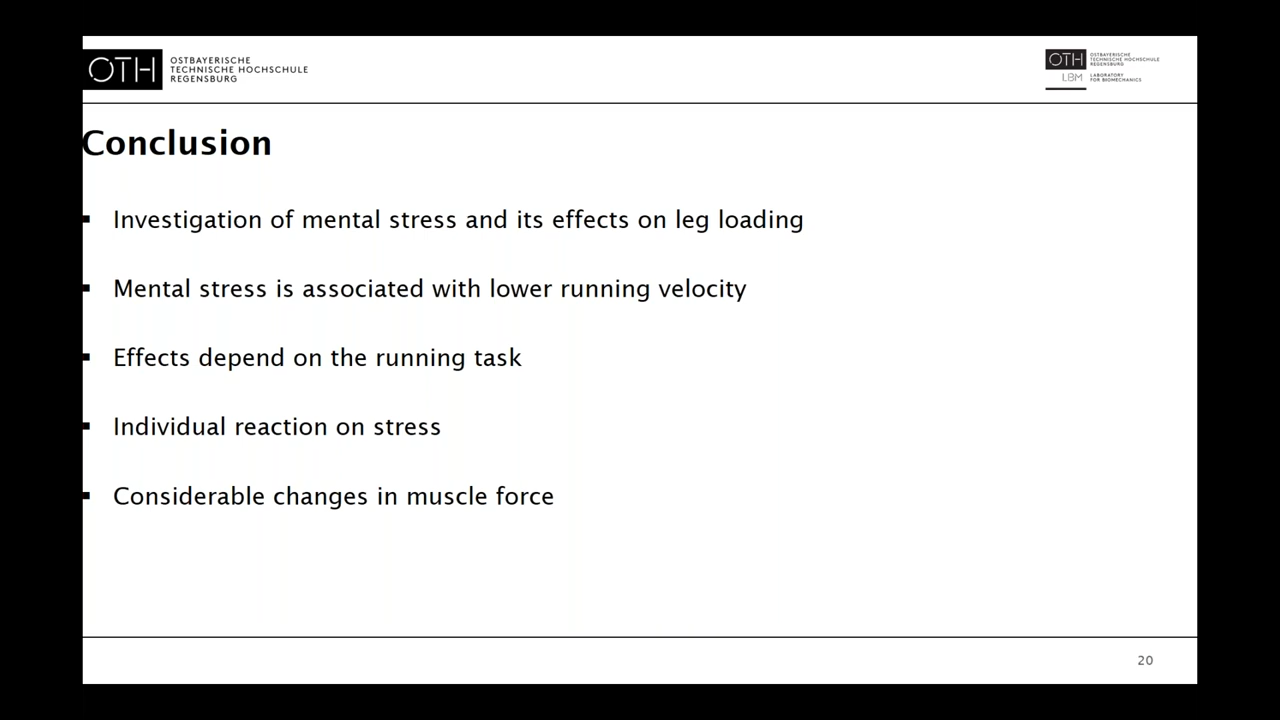 OTH
OSTBAYERISCHE
TECHNISCHE HOCHSCHULE
REGENSBURG
OTH
OSTBAYERISCHE
TECHNISCHE HOCHSCHULE
REGENSBURG
LBM
LABORATORY
FOR BIOMECHANICS
Conclusion
Investigation of mental stress and its effects on leg loading
Mental stress is associated with lower running velocity
Effects depend on the running task
Individual reaction on stress
Considerable changes in muscle force
20